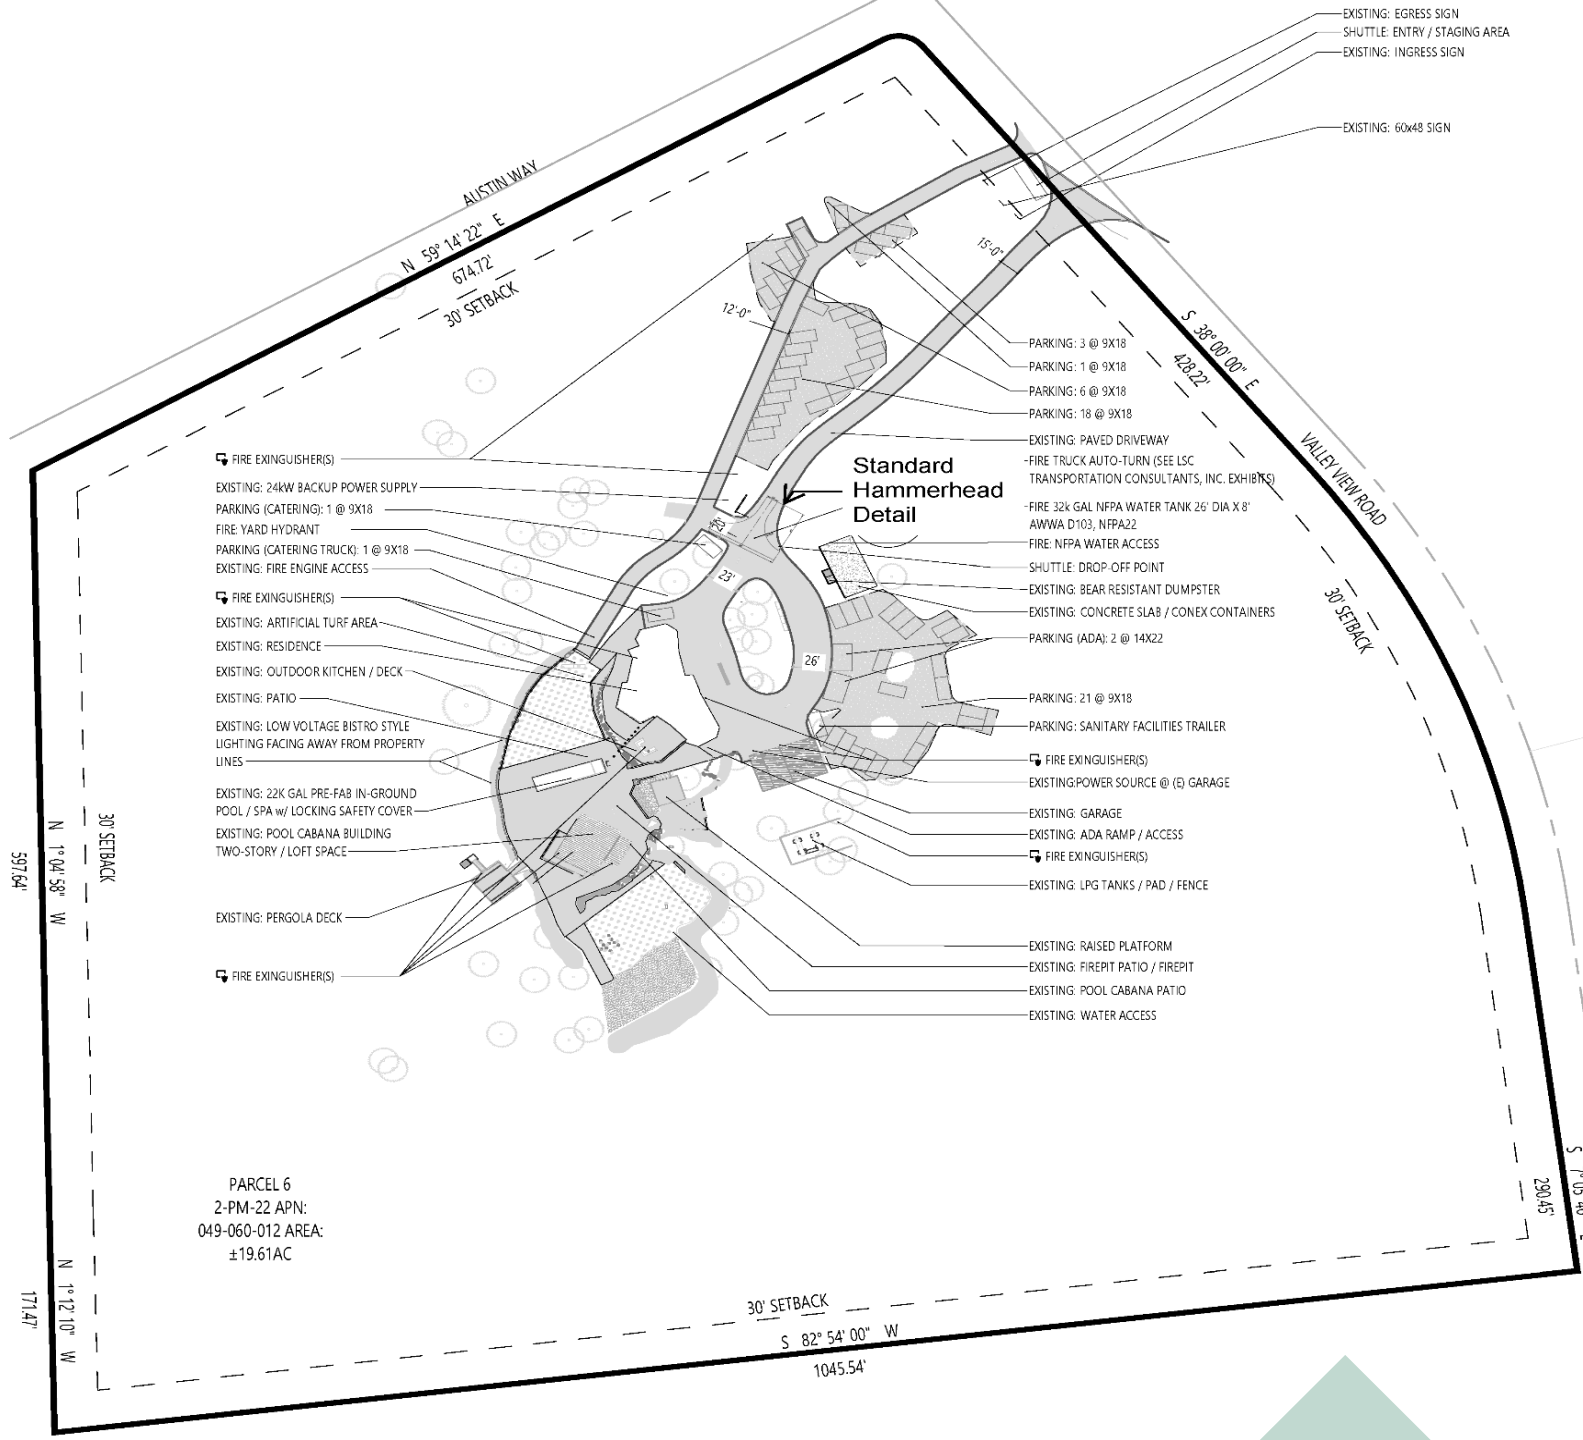 EXISTING: EGRESS SIGN
SHUTTLE: ENTRY / STAGING AREA
EXISTING: INGRESS SIGN
EXISTING: 60x48 SIGN
AUSTIN WAY
N 59° 14' 22" E
674.72'
30' SETBACK
15'-0"
12'-0"
S 38° 00' 00" E
428.22'
VALLEY VIEW ROAD
30' SETBACK
PARKING: 3 @ 9X18
PARKING: 1 @ 9X18
PARKING: 6 @ 9X18
PARKING: 18 @ 9X18
EXISTING: PAVED DRIVEWAY
FIRE TRUCK AUTO-TURN (SEE LSC
TRANSPORTATION CONSULTANTS, INC. EXHIBITS)
FIRE 32k GAL NFPA WATER TANK 26' DIA X 8'
AWWA D103, NFPA22
FIRE: NFPA WATER ACCESS
SHUTTLE: DROP-OFF POINT
EXISTING: BEAR RESISTANT DUMPSTER
EXISTING: CONCRETE SLAB / CONEX CONTAINERS
PARKING (ADA): 2 @ 14X22
PARKING: 21 @ 9X18
PARKING: SANITARY FACILITIES TRAILER
FIRE EXINGUISHER(S)
EXISTING:POWER SOURCE @ (E) GARAGE
EXISTING: GARAGE
EXISTING: ADA RAMP / ACCESS
FIRE EXINGUISHER(S)
EXISTING: LPG TANKS / PAD / FENCE
EXISTING: RAISED PLATFORM
EXISTING: FIREPIT PATIO / FIREPIT
EXISTING: POOL CABANA PATIO
EXISTING: WATER ACCESS
Standard
Hammerhead
Detail
20'
23'
26'
FIRE EXINGUISHER(S)
EXISTING: 24kW BACKUP POWER SUPPLY
PARKING (CATERING): 1 @ 9X18
FIRE: YARD HYDRANT
PARKING (CATERING TRUCK): 1 @ 9X18
EXISTING: FIRE ENGINE ACCESS
FIRE EXINGUISHER(S)
EXISTING: ARTIFICIAL TURF AREA
EXISTING: RESIDENCE
EXISTING: OUTDOOR KITCHEN / DECK
EXISTING: PATIO
EXISTING: LOW VOLTAGE BISTRO STYLE
LIGHTING FACING AWAY FROM PROPERTY
LINES
EXISTING: 22K GAL PRE-FAB IN-GROUND
POOL / SPA w/ LOCKING SAFETY COVER
EXISTING: POOL CABANA BUILDING
TWO-STORY / LOFT SPACE
EXISTING: PERGOLA DECK
FIRE EXINGUISHER(S)
30' SETBACK
N 1° 04' 58" W
597.64'
N 1° 12' 10" W
171.47'
PARCEL 6
2-PM-22 APN:
049-060-012 AREA:
±19.61AC
30' SETBACK
S 82° 54' 00" W
1045.54'
290.45'